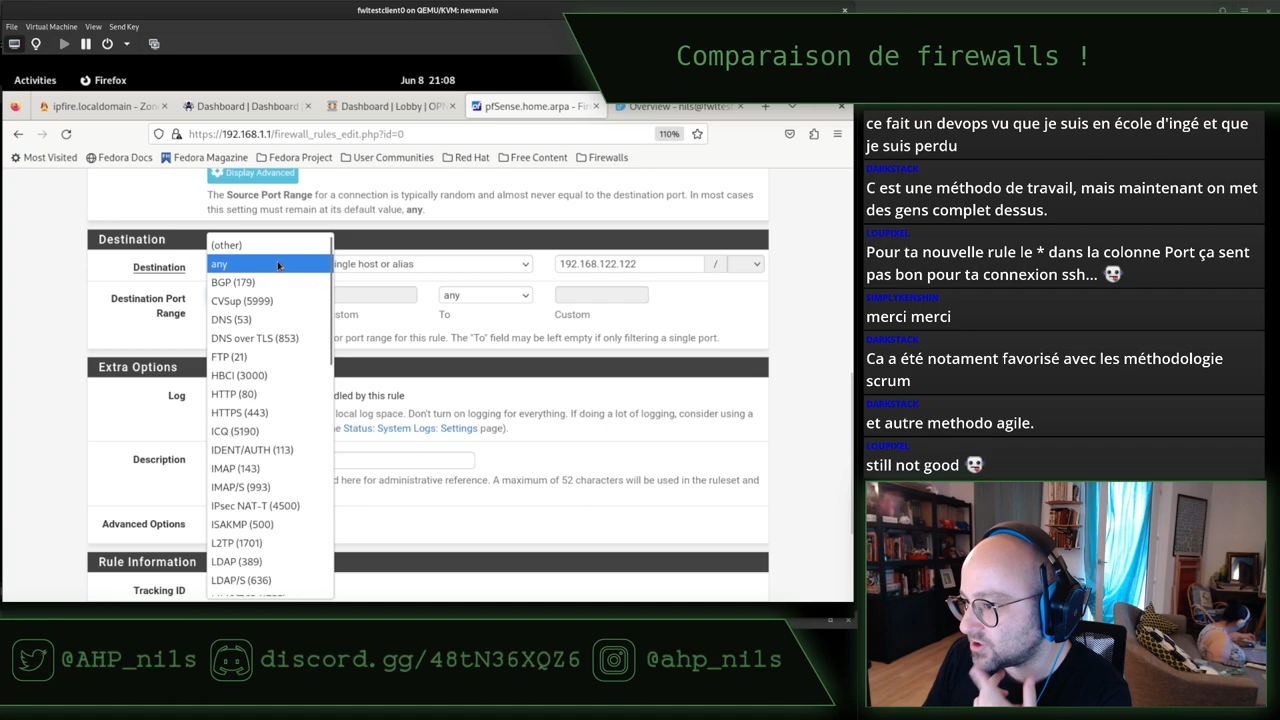 fwltestclient0 on QEMU/KVM: newmarvin
File Virtual Machine View Send Key
Comparaison de firewalls !
Activities Firefox Jun 8 21:08
ipfire.localdomain - Zon Dashboard | Dashboard | Dashboard | Lobby | OPN pfSense.home.arpa - Fir Overview - nils@fwltes
https://192.168.1.1/firewall_rules_edit.php?id=0 110%
Most Visited Fedora Docs Fedora Magazine Fedora Project User Communities Red Hat Free Content Firewalls
Display Advanced
The Source Port Range for a connection is typically random and almost never equal to the destination port. In most cases
this setting must remain at its default value, any.
Destination
Destination ingle host or alias 192.168.122.122 /
Destination Port
Range
any
stom To Custom
or port range for this rule. The "To" field may be left empty if only filtering a single port.
(other)
any
BGP (179)
CVSup (5999)
DNS (53)
DNS over TLS (853)
FTP (21)
HBCI (3000)
HTTP (80)
HTTPS (443)
ICQ (5190)
IDENT/AUTH (113)
IMAP (143)
IMAP/S (993)
IPsec NAT-T (4500)
ISAKMP (500)
L2TP (1701)
LDAP (389)
LDAP/S (636)
Extra Options
Log dled by this rule
local log space. Don't turn on logging for everything. If doing a lot of logging, consider using a
e Status: System Logs: Settings page).
Description
d here for administrative reference. A maximum of 52 characters will be used in the ruleset and
Advanced Options
Rule Information
Tracking ID
ce fait un devops vu que je suis en école d'ingé et que
je suis perdu
DARKSTACK
C est une méthodo de travail, mais maintenant on met
des gens complet dessus.
LOUPIXEL
Pour ta nouvelle rule le * dans la colonne Port ça sent
pas bon pour ta connexion ssh...
SIMPLYKENSHIN
merci merci
DARKSTACK
Ca a été notament favorisé avec les méthodologie
scrum
DARKSTACK
et autre methodo agile.
LOUPIXEL
still not good
@AHP_nils discord.gg/48tN36XQZ6 @ahp_nils